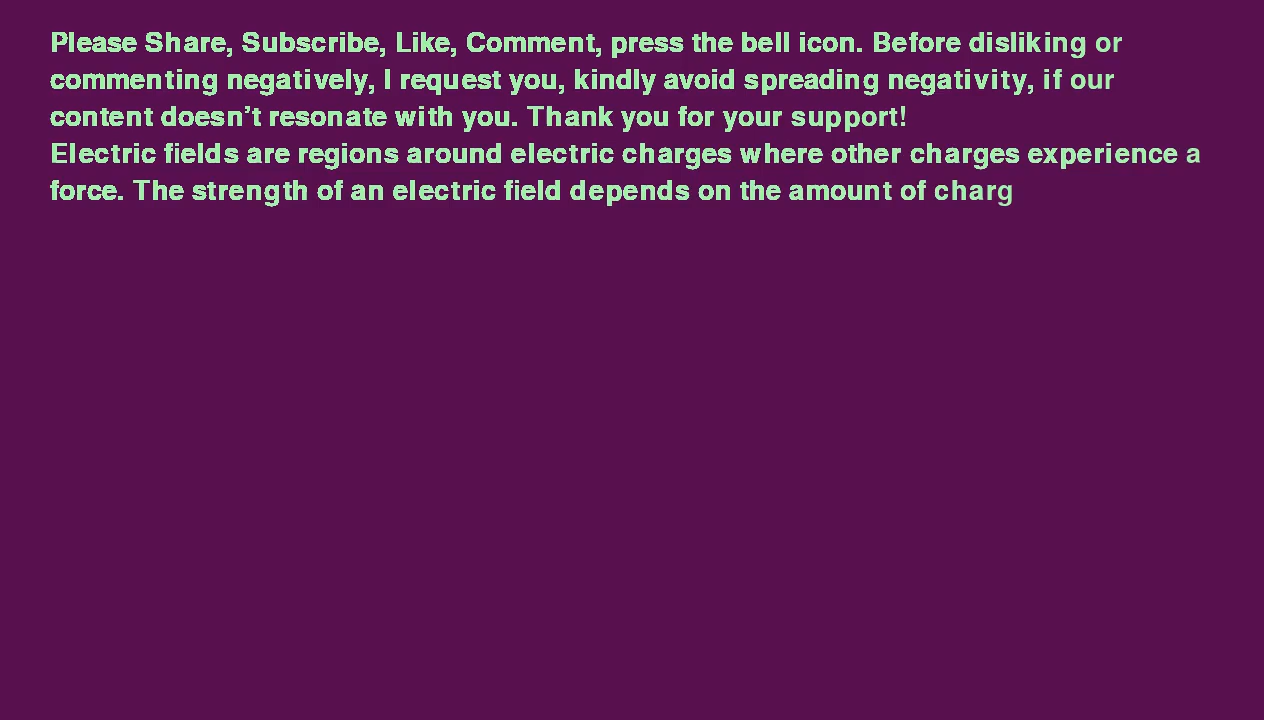 Please Share, Subscribe, Like, Comment, press the bell icon. Before disliking or
commenting negatively, I request you, kindly avoid spreading negativity, if our
content doesn’t resonate with you. Thank you for your support!
Electric fields are regions around electric charges where other charges experience a
force. The strength of an electric field depends on the amount of charg